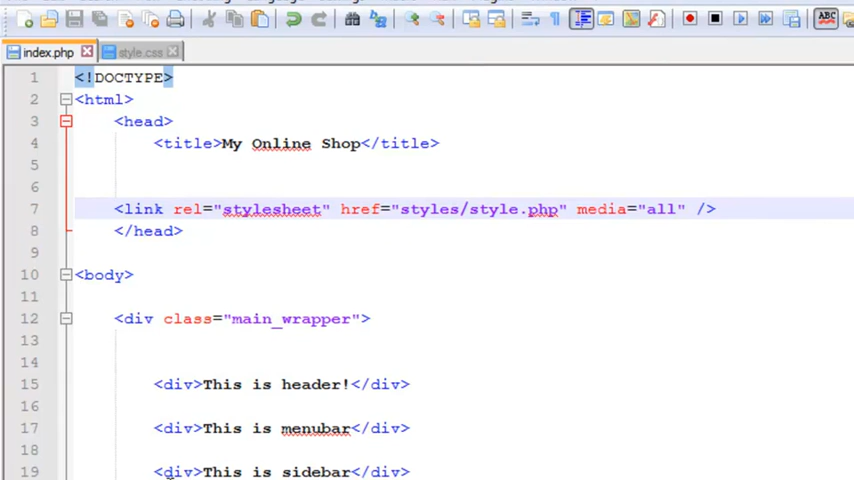 index.php style.css
1 <!DOCTYPE>
2 <html>
3 <head>
4 <title>My Online Shop</title>
5
6
7 <link rel="stylesheet" href="styles/style.php" media="all" />
8 </head>
9
10 <body>
11
12 <div class="main_wrapper">
13
14
15 <div>This is header!</div>
16
17 <div>This is menubar</div>
18
19 <div>This is sidebar</div>
ABC